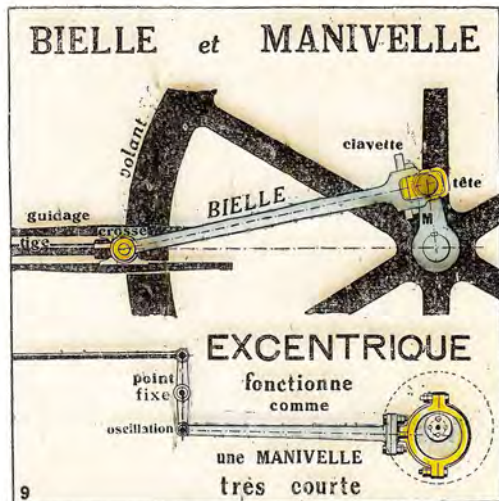 BIELLE et MANIVELLE
volant
clavette
tête
BIELLE
M
guidage
crosse
tige
EXCENTRIQUE
point
fixe
fonctionne
comme
oscillation
une MANIVELLE
très courte
9